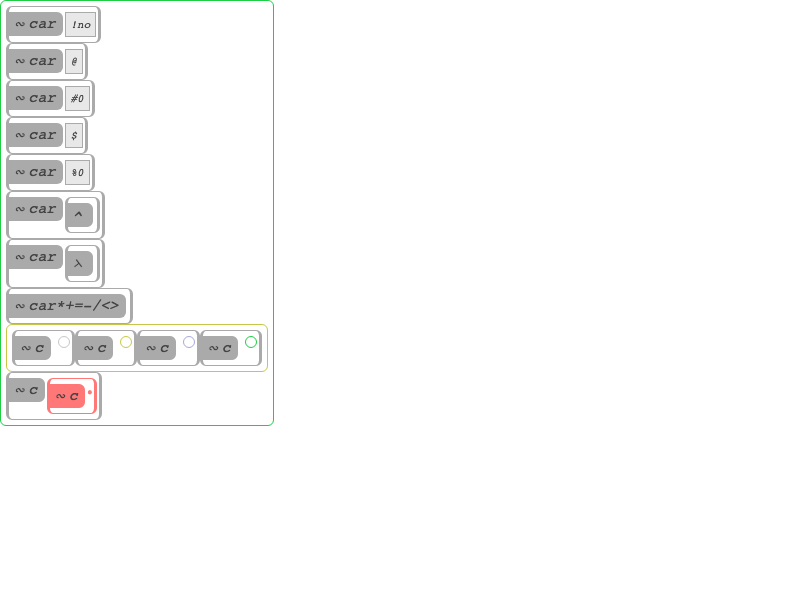 ~ car !no
~ car @
~ car #0
~ car $
~ car %0
~ car ^
~ car λ
~ car*+=-/<>
~ c ~ c ~ c ~ c
~ c ~ c